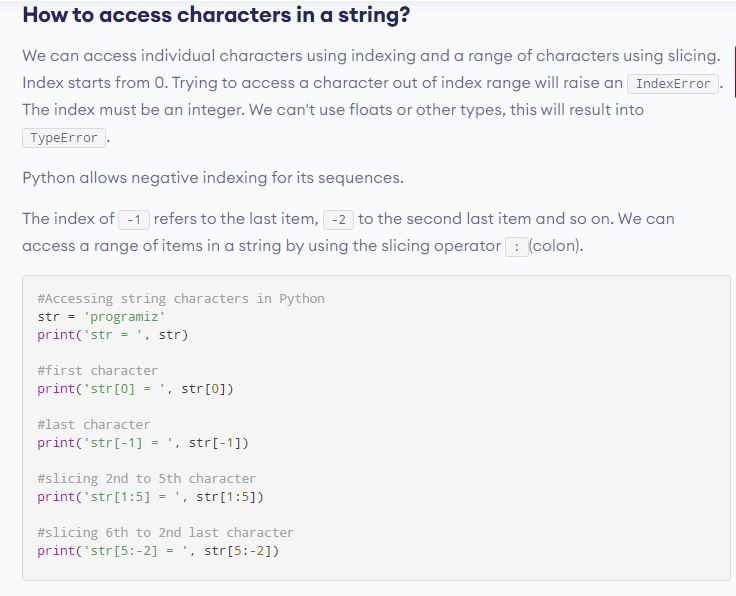 How to access characters in a string?
We can access individual characters using indexing and a range of characters using slicing.
Index starts from 0. Trying to access a character out of index range will raise an IndexError .
The index must be an integer. We can't use floats or other types, this will result into
TypeError .
Python allows negative indexing for its sequences.
The index of -1 refers to the last item, -2 to the second last item and so on. We can
access a range of items in a string by using the slicing operator : (colon).
#Accessing string characters in Python
str = 'programiz'
print('str = ', str)
#first character
print('str[0] = ', str[0])
#last character
print('str[-1] = ', str[-1])
#slicing 2nd to 5th character
print('str[1:5] = ', str[1:5])
#slicing 6th to 2nd last character
print('str[5:-2] = ', str[5:-2])